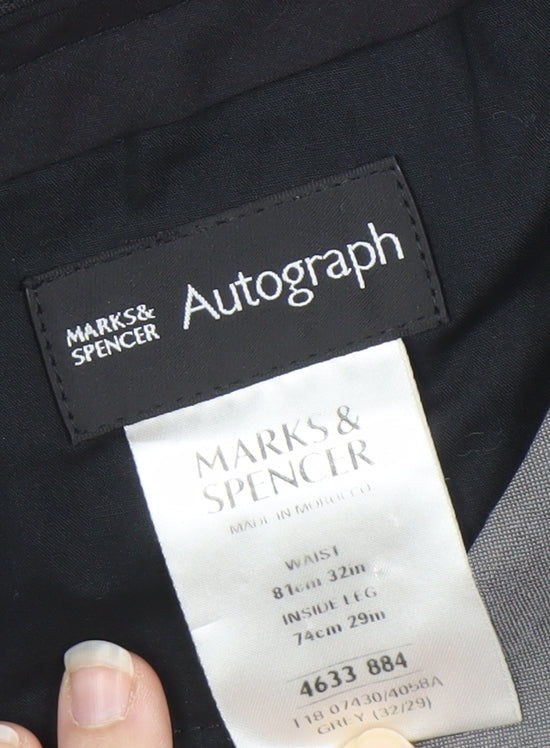 MARKS &
SPENCER
Autograph
MARKS &
SPENCER
MADE IN MOROCCO
WAIST
81cm 32in
INSIDE LEG
74cm 29in
4633 884
T18 07430/4058A
GREY (32/29)